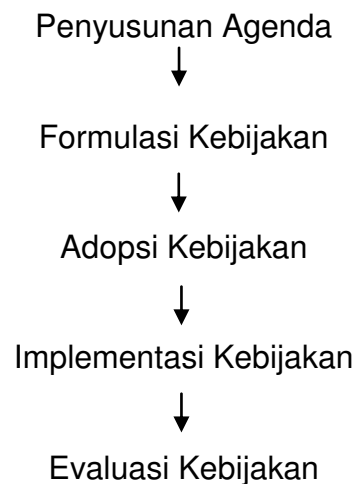 Penyusunan Agenda
Formulasi Kebijakan
Adopsi Kebijakan
Implementasi Kebijakan
Evaluasi Kebijakan